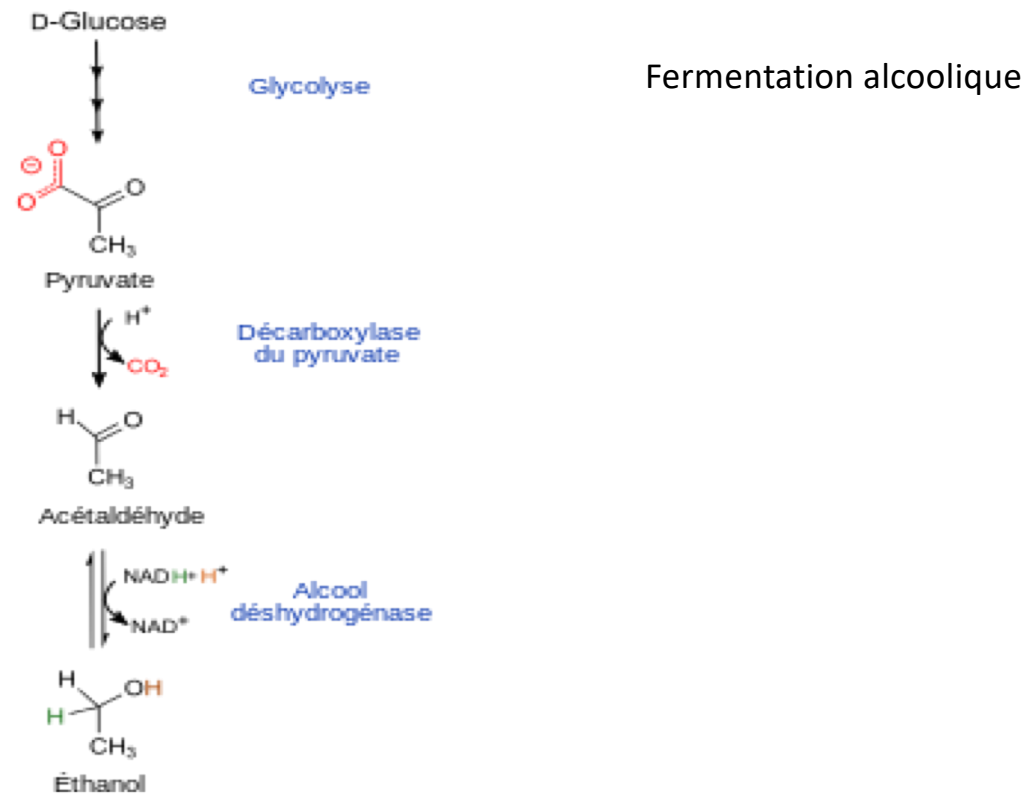 D-Glucose
Glycolyse
Fermentation alcoolique
O
⊖
O
O
CH₃
Pyruvate
H⁺
CO₂
Décarboxylase
du pyruvate
H
O
CH₃
Acétaldéhyde
NADH+H⁺
NAD⁺
Alcool
déshydrogénase
H
OH
H
CH₃
Éthanol